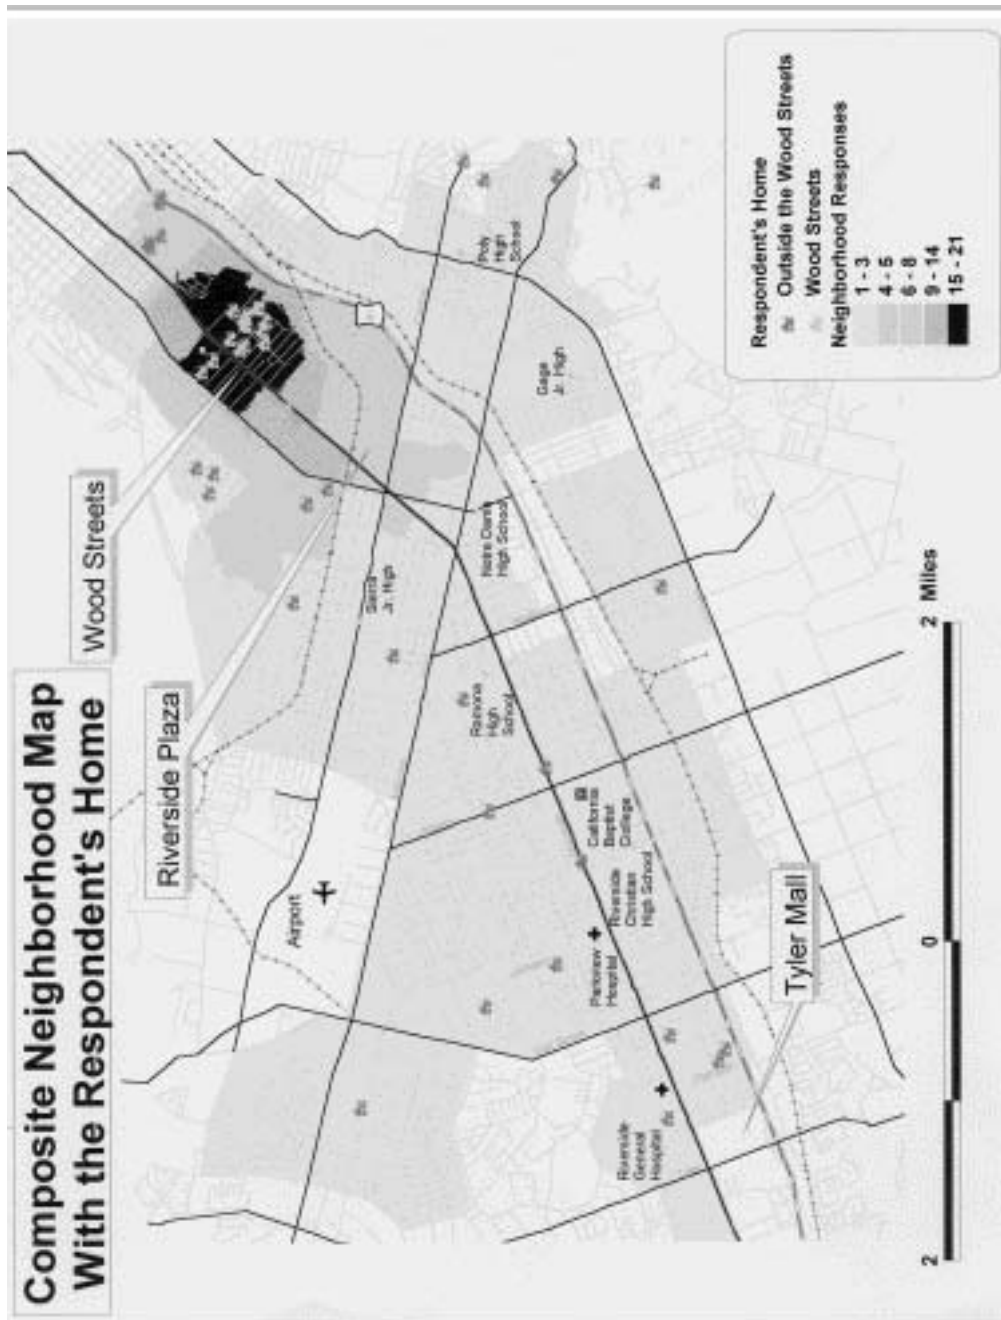 Composite Neighborhood Map
With the Respondent's Home
Wood Streets
Riverside Plaza
Airport
Sierra
Jr. High
Ramona
High
School
Notre Dame
High School
Poly
High
School
Gage
Jr. High
California
Baptist
College
Riverside
Christian
High School
Parkview
Hospital
Riverside
General
Hospital
Tyler Mall
Respondent's Home
Outside the Wood Streets
Wood Streets
Neighborhood Responses
1 - 3
4 - 5
6 - 8
9 - 14
15 - 21
2 0 2 Miles